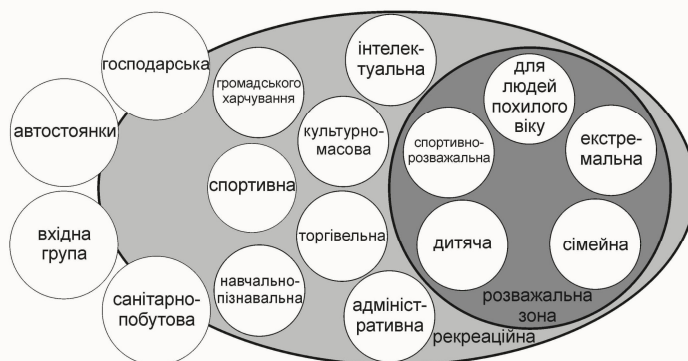 господарська
автостоянки
вхідна
група
санітарно-
побутова
громадського
харчування
спортивна
навчально-
пізнавальна
інтелек-
туальна
культурно-
масова
торгівельна
адмініст-
ративна
рекреаційна
для
людей
похилого
віку
спортивно-
розважальна
екстре-
мальна
дитяча
сімейна
розважальна
зона